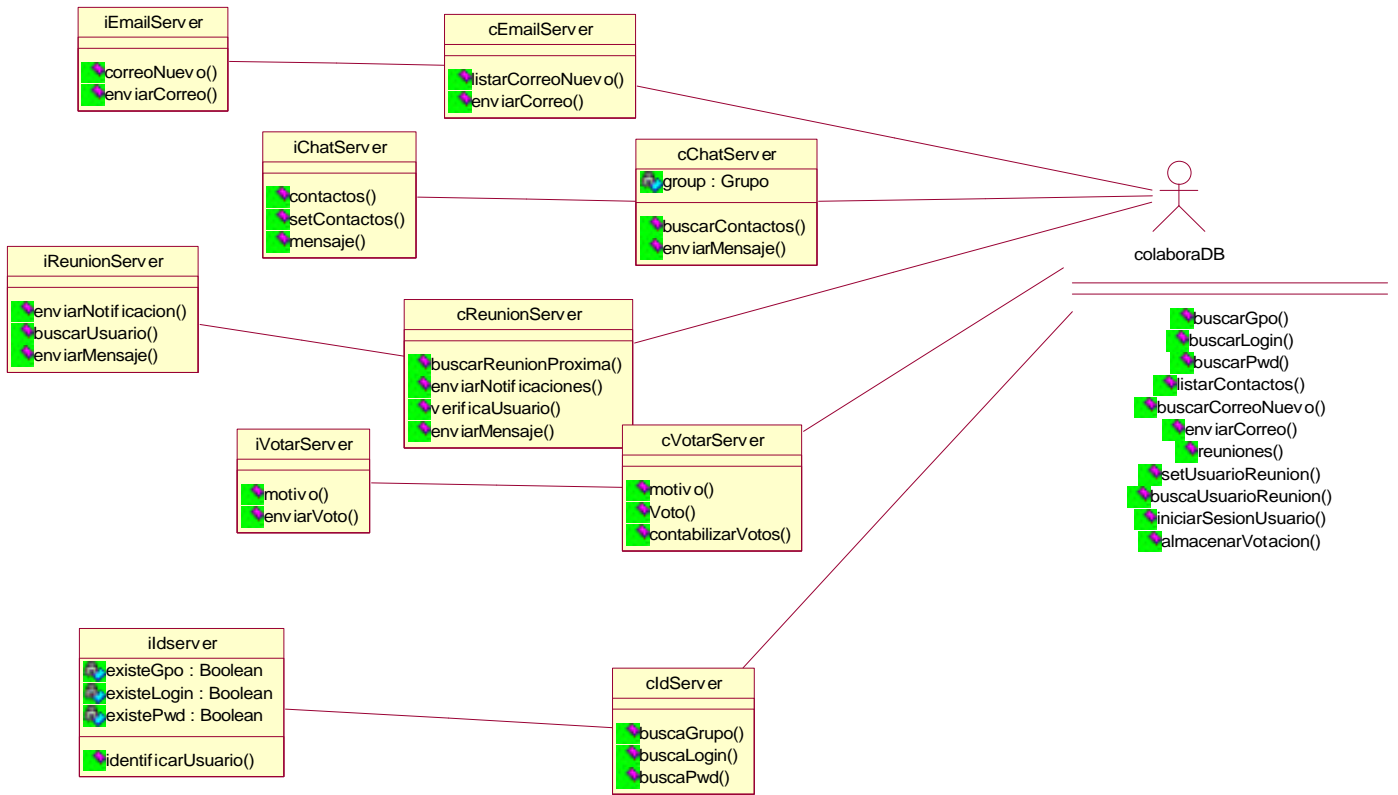 iEmailServer
correoNuevo()
enviarCorreo()
cEmailServer
listarCorreoNuevo()
enviarCorreo()
iChatServer
contactos()
setContactos()
mensaje()
cChatServer
group : Grupo
buscarContactos()
enviarMensaje()
colaboraDB
buscarGpo()
buscarLogin()
buscarPwd()
listarContactos()
buscarCorreoNuevo()
enviarCorreo()
reuniones()
setUsuarioReunion()
buscaUsuarioReunion()
iniciarSesionUsuario()
almacenarVotacion()
iReunionServer
enviarNotificacion()
buscarUsuario()
enviarMensaje()
cReunionServer
buscarReunionProxima()
enviarNotificaciones()
verificaUsuario()
enviarMensaje()
iVotarServer
motivo()
enviarVoto()
cVotarServer
motivo()
Voto()
contabilizarVotos()
iIdserver
existeGpo : Boolean
existeLogin : Boolean
existePwd : Boolean
identificarUsuario()
cIdServer
buscaGrupo()
buscaLogin()
buscaPwd()